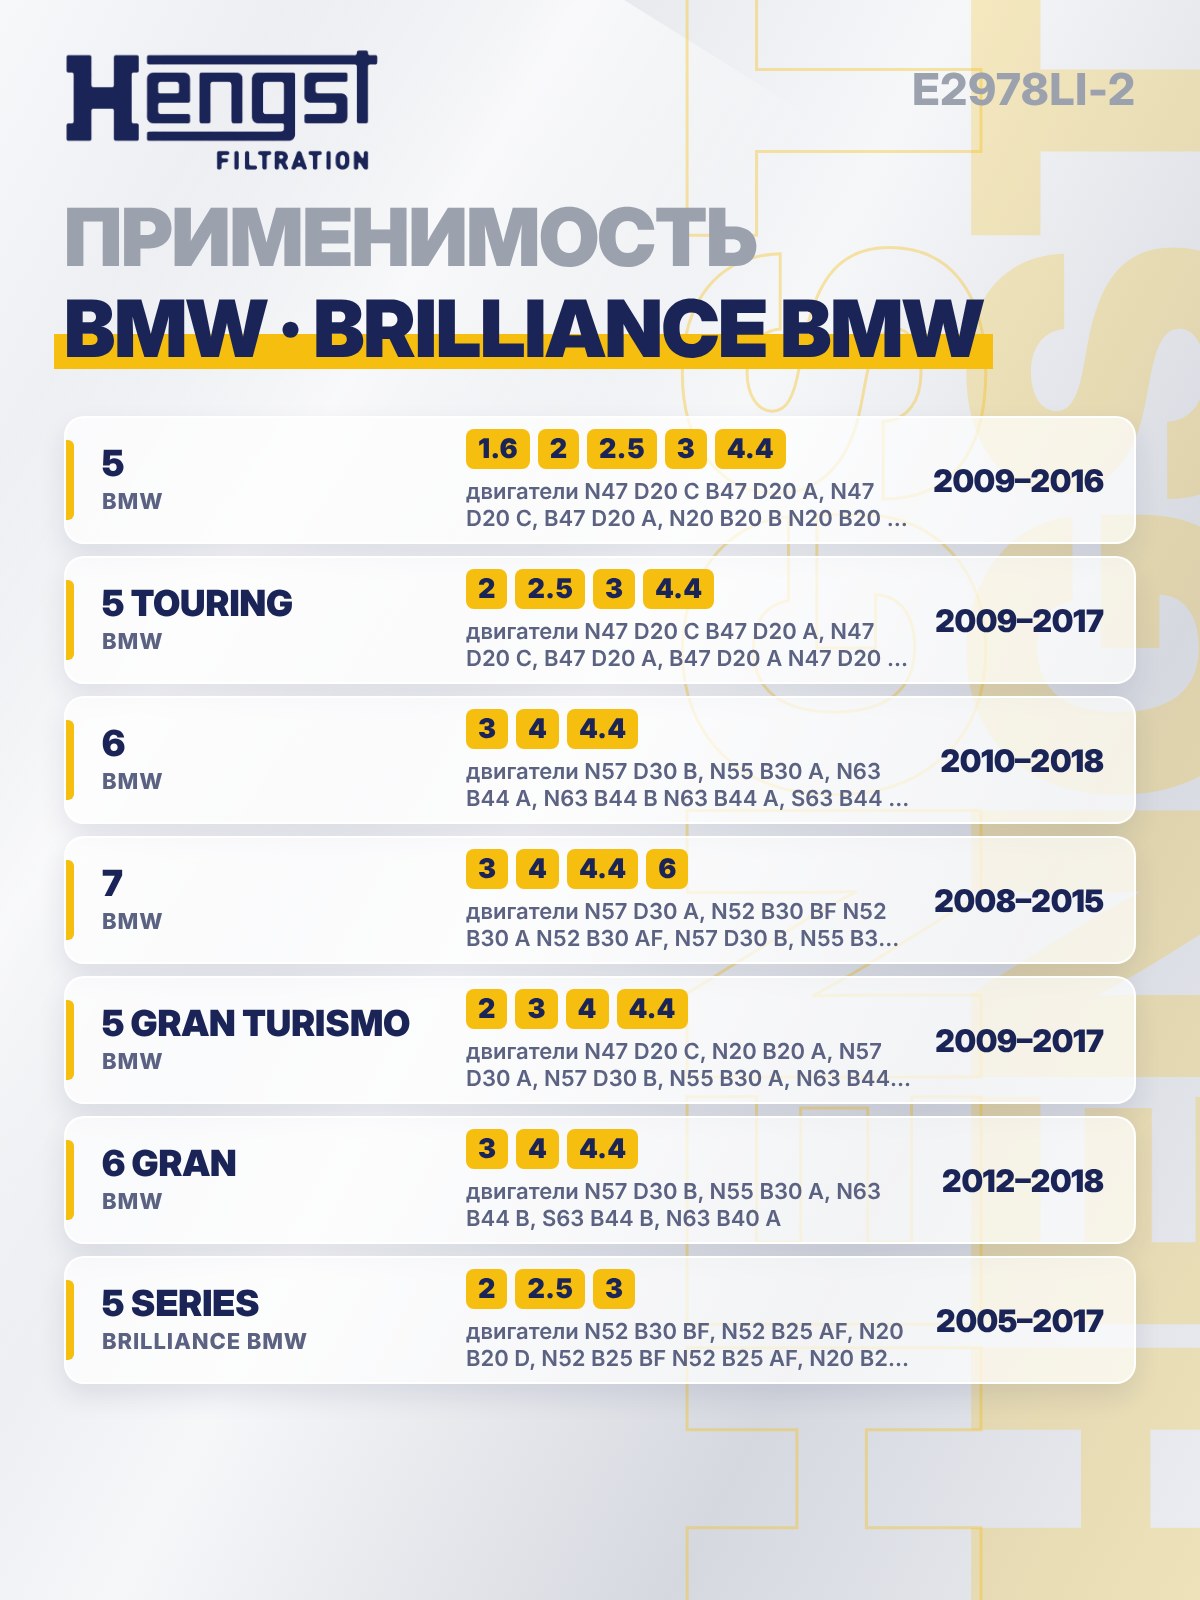 Hengst
FILTRATION
E2978LI-2
ПРИМЕНИМОСТЬ
BMW · BRILLIANCE BMW
5
BMW
1.6 2 2.5 3 4.4
двигатели N47 D20 C B47 D20 A, N47
D20 C, B47 D20 A, N20 B20 B N20 B20 ...
2009–2016
5 TOURING
BMW
2 2.5 3 4.4
двигатели N47 D20 C B47 D20 A, N47
D20 C, B47 D20 A, B47 D20 A N47 D20 ...
2009–2017
6
BMW
3 4 4.4
двигатели N57 D30 B, N55 B30 A, N63
B44 A, N63 B44 B N63 B44 A, S63 B44 ...
2010–2018
7
BMW
3 4 4.4 6
двигатели N57 D30 A, N52 B30 BF N52
B30 A N52 B30 AF, N57 D30 B, N55 B3...
2008–2015
5 GRAN TURISMO
BMW
2 3 4 4.4
двигатели N47 D20 C, N20 B20 A, N57
D30 A, N57 D30 B, N55 B30 A, N63 B44...
2009–2017
6 GRAN
BMW
3 4 4.4
двигатели N57 D30 B, N55 B30 A, N63
B44 B, S63 B44 B, N63 B40 A
2012–2018
5 SERIES
BRILLIANCE BMW
2 2.5 3
двигатели N52 B30 BF, N52 B25 AF, N20
B20 D, N52 B25 BF N52 B25 AF, N20 B2...
2005–2017
HENGST
HENGST